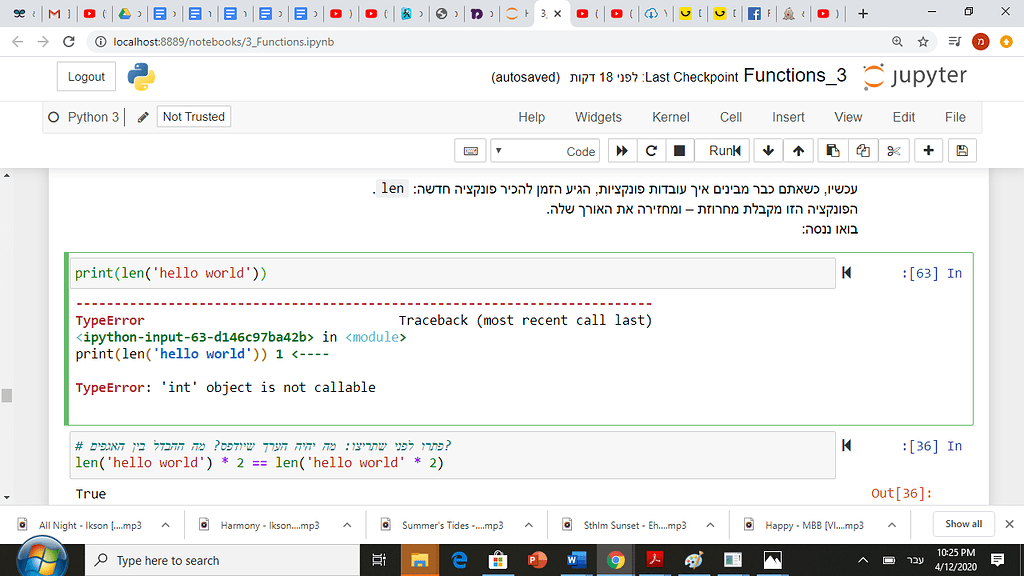 localhost:8889/notebooks/3_Functions.ipynb
Logout
(autosaved) לפני 18 דקות :Last Checkpoint Functions_3 jupyter
Python 3 Not Trusted Help Widgets Kernel Cell Insert View Edit File
Code Run
עכשיו, כשאתם כבר מבינים איך עובדות פונקציות, הגיע הזמן להכיר פונקציה חדשה: len .
הפונקציה הזו מקבלת מחרוזת – ומחזירה את האורך שלה.
בואו ננסה:
print(len('hello world')) :[63] In
---------------------------------------------------------------------------
TypeError Traceback (most recent call last)
<ipython-input-63-d146c97ba42b> in <module>
print(len('hello world')) 1 <----
TypeError: 'int' object is not callable
# פתרו לפני שתריצו: מה יהיה הערך שיודפס? מה ההבדל בין האגפים? :[36] In
len('hello world') * 2 == len('hello world' * 2)
True Out[36]:
All Night - Ikson [....mp3 Harmony - Ikson....mp3 Summer's Tides -....mp3 Sthlm Sunset - Eh....mp3 Happy - MBB [Vl....mp3 Show all
Type here to search עבר 10:25 PM
4/12/2020